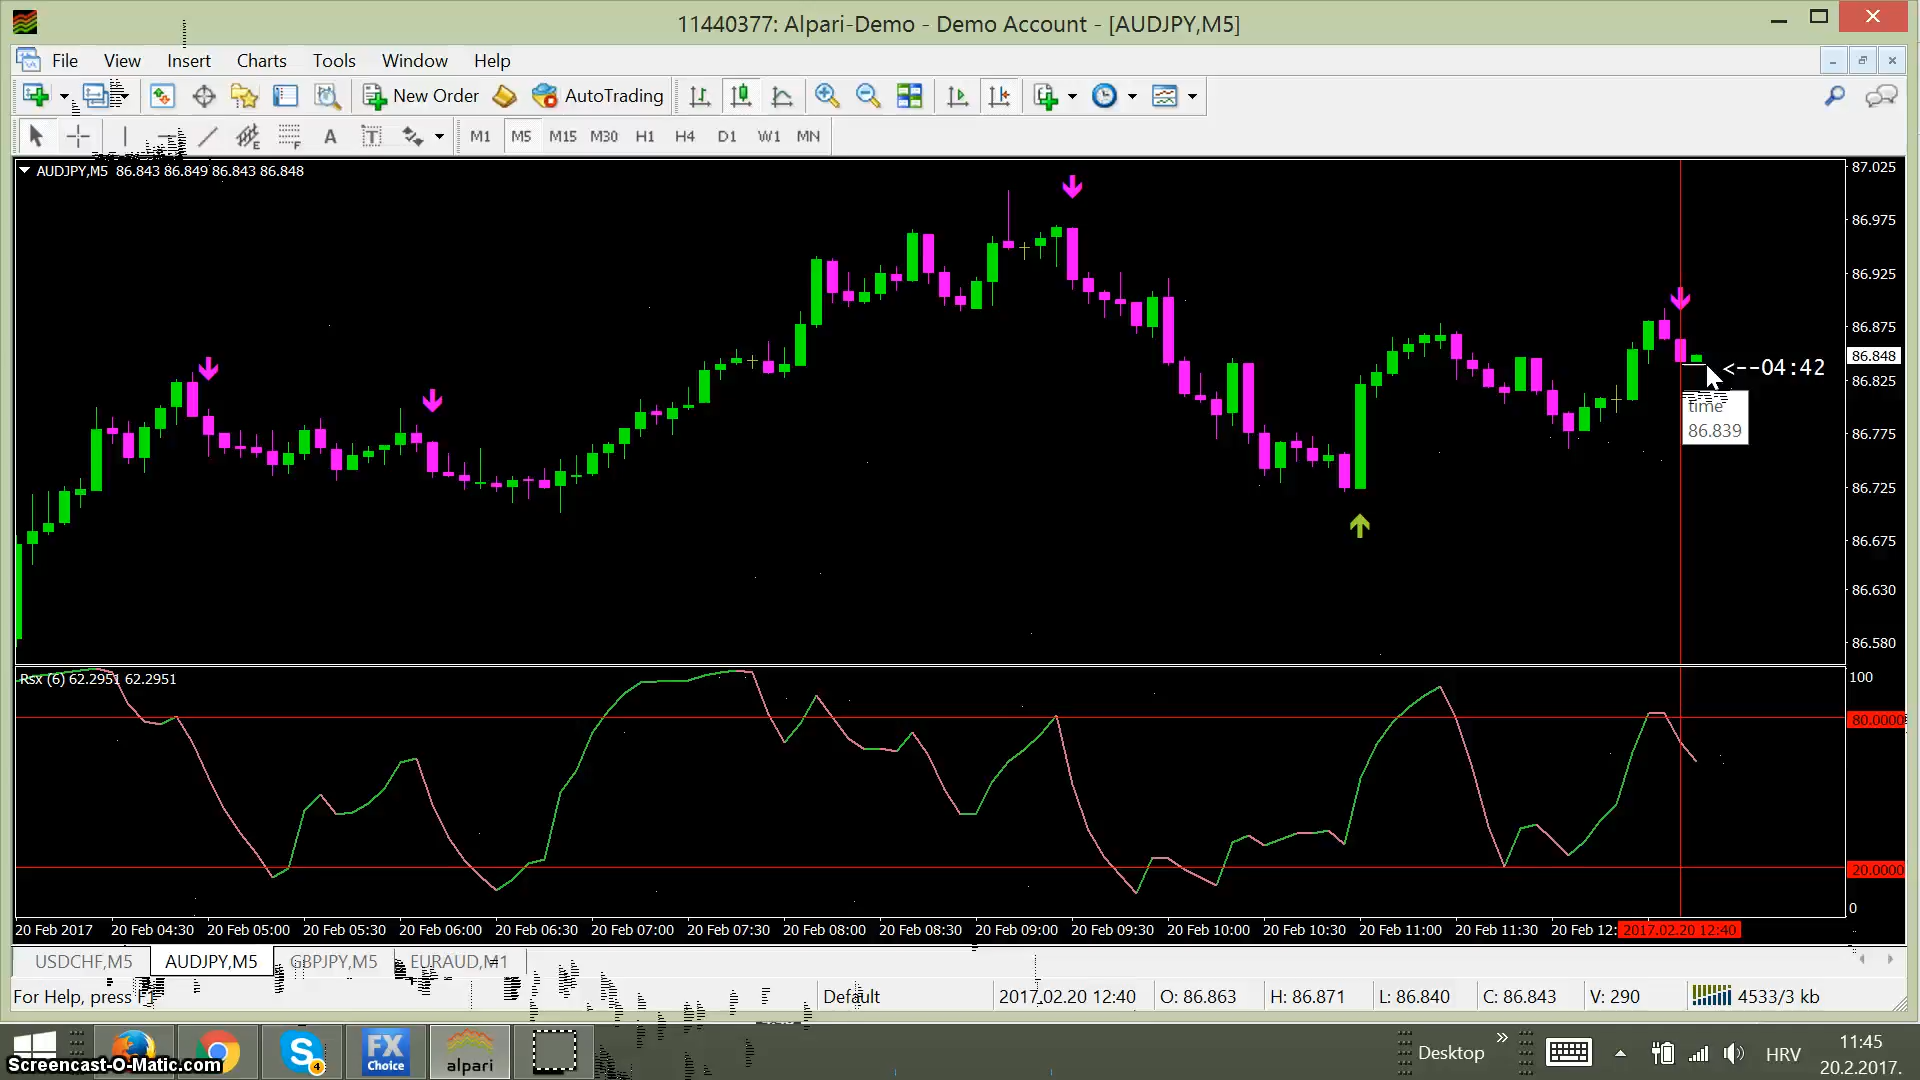 11440377: Alpari-Demo - Demo Account - [AUDJPY,M5]
File View Insert Charts Tools Window Help
New Order AutoTrading
A T M1 M5 M15 M30 H1 H4 D1 W1 MN
AUDJPY,M5 86.843 86.849 86.843 86.848
87.025
86.975
86.925
86.875
86.848
<--04:42
86.825
time
86.839
86.775
86.725
86.675
86.630
86.580
Rsx (6) 62.2951 62.2951
100
80.0000
20.0000
0
20 Feb 2017 20 Feb 04:30 20 Feb 05:00 20 Feb 05:30 20 Feb 06:00 20 Feb 06:30 20 Feb 07:00 20 Feb 07:30 20 Feb 08:00 20 Feb 08:30 20 Feb 09:00 20 Feb 09:30 20 Feb 10:00 20 Feb 10:30 20 Feb 11:00 20 Feb 11:30 20 Feb 12: 2017.02.20 12:40
USDCHF,M5 AUDJPY,M5 GBPJPY,M5 EURAUD,M1
For Help, press F1 Default 2017.02.20 12:40 O: 86.863 H: 86.871 L: 86.840 C: 86.843 V: 290 4533/3 kb
FX Choice alpari Desktop HRV 11:45
20.2.2017.
Screencast-O-Matic.com
4